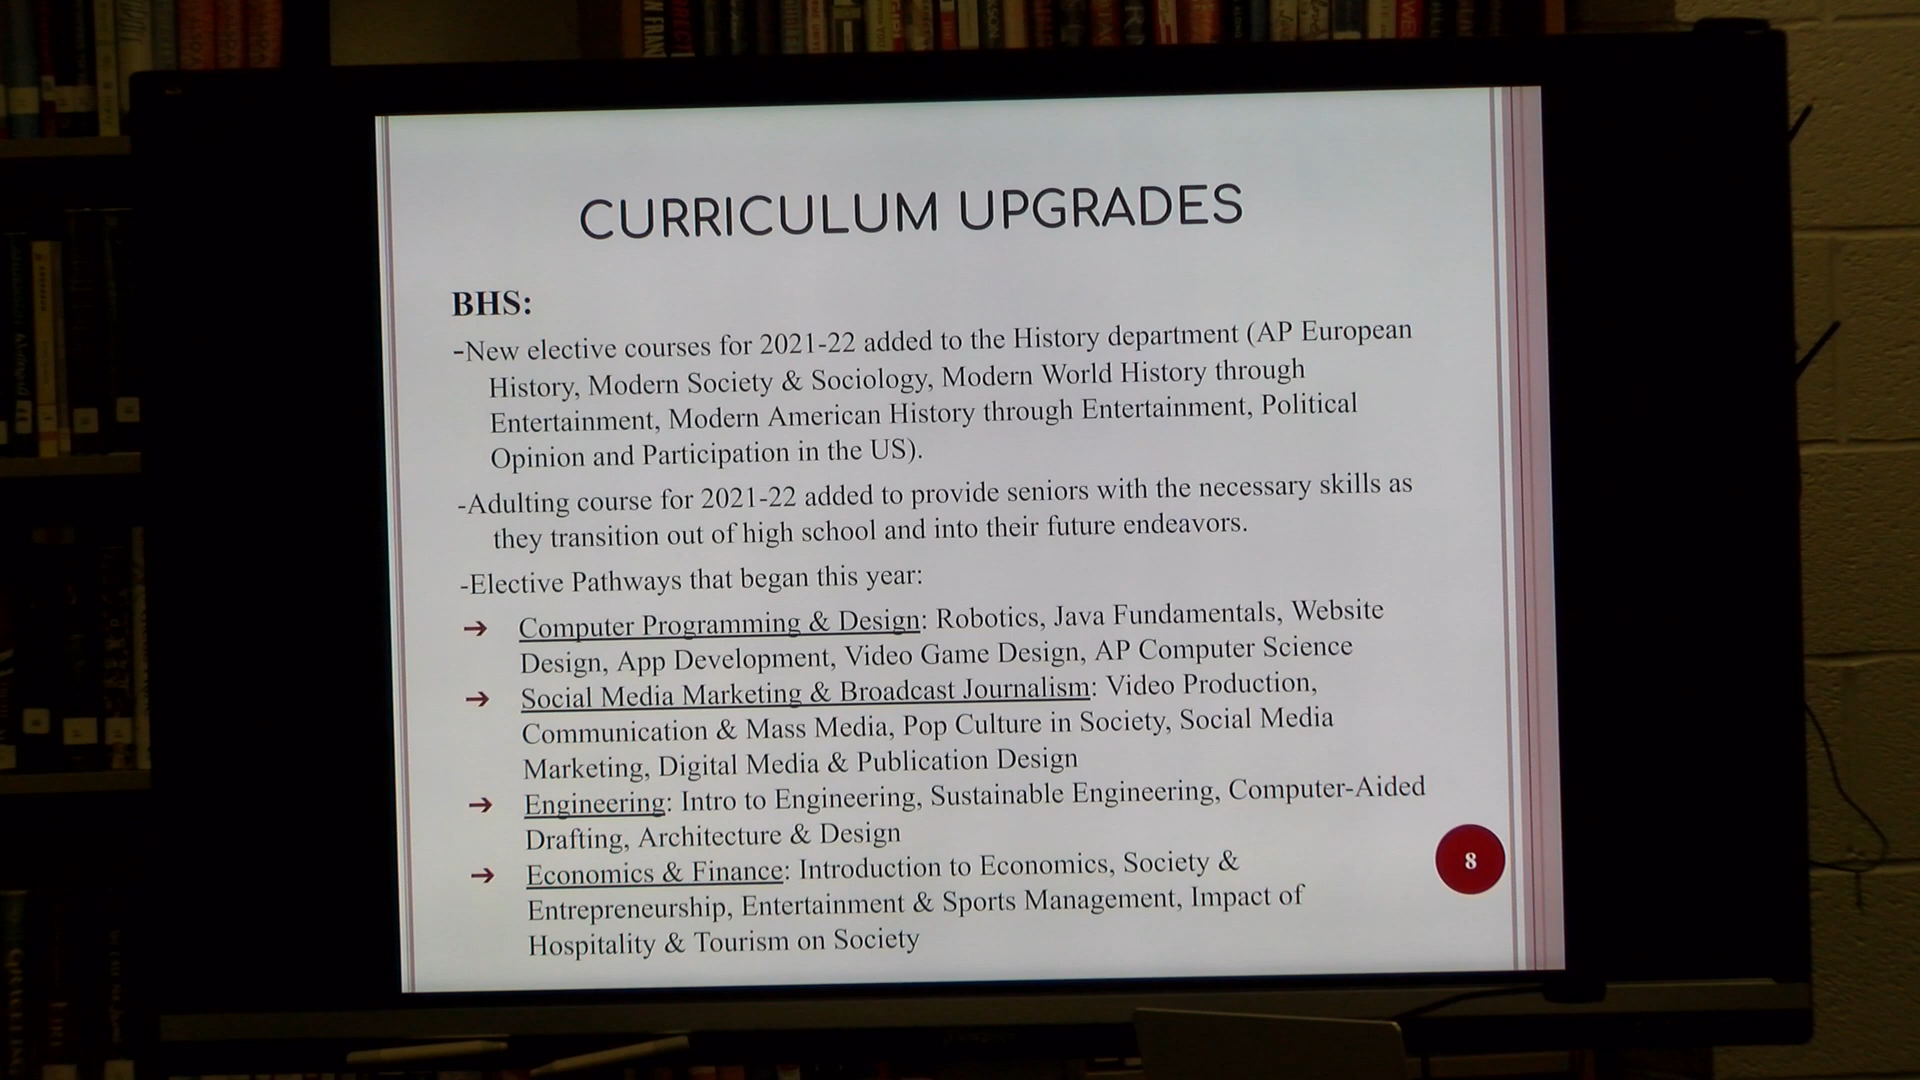 CURRICULUM UPGRADES
BHS:
-New elective courses for 2021-22 added to the History department (AP European
History, Modern Society & Sociology, Modern World History through
Entertainment, Modern American History through Entertainment, Political
Opinion and Participation in the US).
-Adulting course for 2021-22 added to provide seniors with the necessary skills as
they transition out of high school and into their future endeavors.
-Elective Pathways that began this year:
➔ Computer Programming & Design: Robotics, Java Fundamentals, Website
Design, App Development, Video Game Design, AP Computer Science
➔ Social Media Marketing & Broadcast Journalism: Video Production,
Communication & Mass Media, Pop Culture in Society, Social Media
Marketing, Digital Media & Publication Design
➔ Engineering: Intro to Engineering, Sustainable Engineering, Computer-Aided
Drafting, Architecture & Design
➔ Economics & Finance: Introduction to Economics, Society &
Entrepreneurship, Entertainment & Sports Management, Impact of
Hospitality & Tourism on Society
8